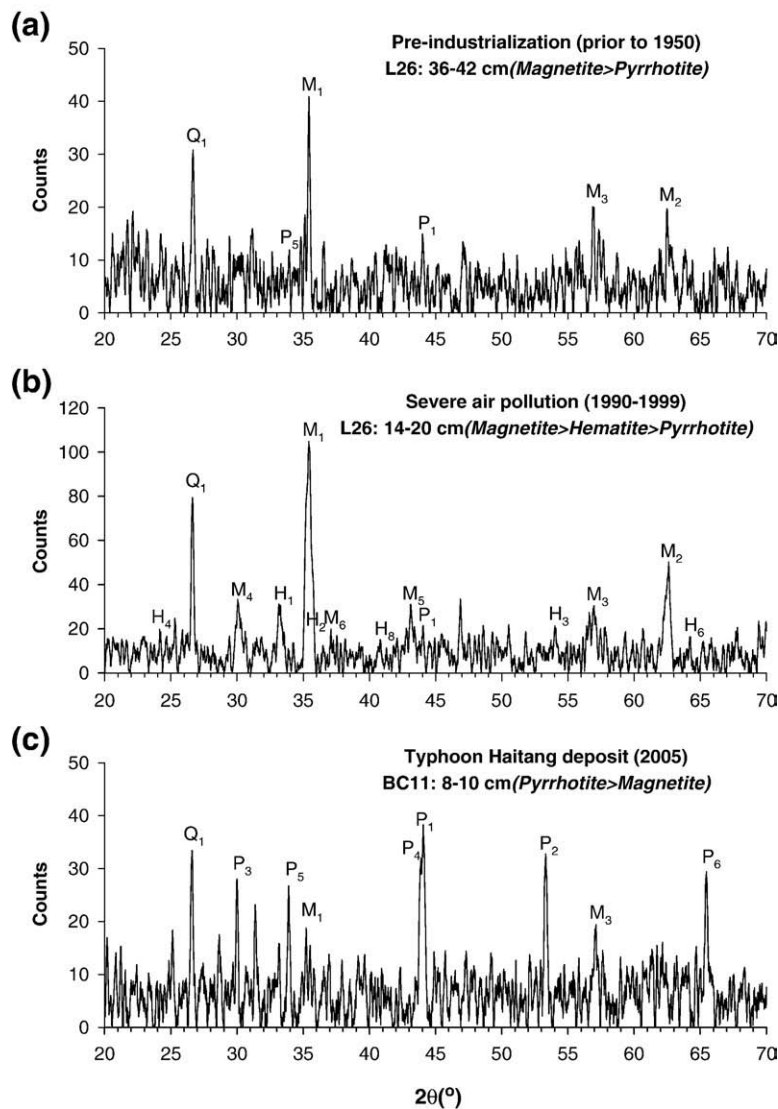 (a)
Pre-industrialization (prior to 1950)
L26: 36-42 cm(Magnetite>Pyrrhotite)
50
40
30
20
10
0
Counts
Q1
P5
M1
P1
M3
M2
20 25 30 35 40 45 50 55 60 65 70
(b)
Severe air pollution (1990-1999)
L26: 14-20 cm(Magnetite>Hematite>Pyrrhotite)
120
100
80
60
40
20
0
Counts
H4
Q1
M4
H1
M1
H2
M6
H8
M5
P1
H3
M3
M2
H6
20 25 30 35 40 45 50 55 60 65 70
(c)
Typhoon Haitang deposit (2005)
BC11: 8-10 cm(Pyrrhotite>Magnetite)
50
40
30
20
10
0
Counts
Q1
P3
P5
M1
P4
P1
P2
M3
P6
20 25 30 35 40 45 50 55 60 65 70
2θ(º)